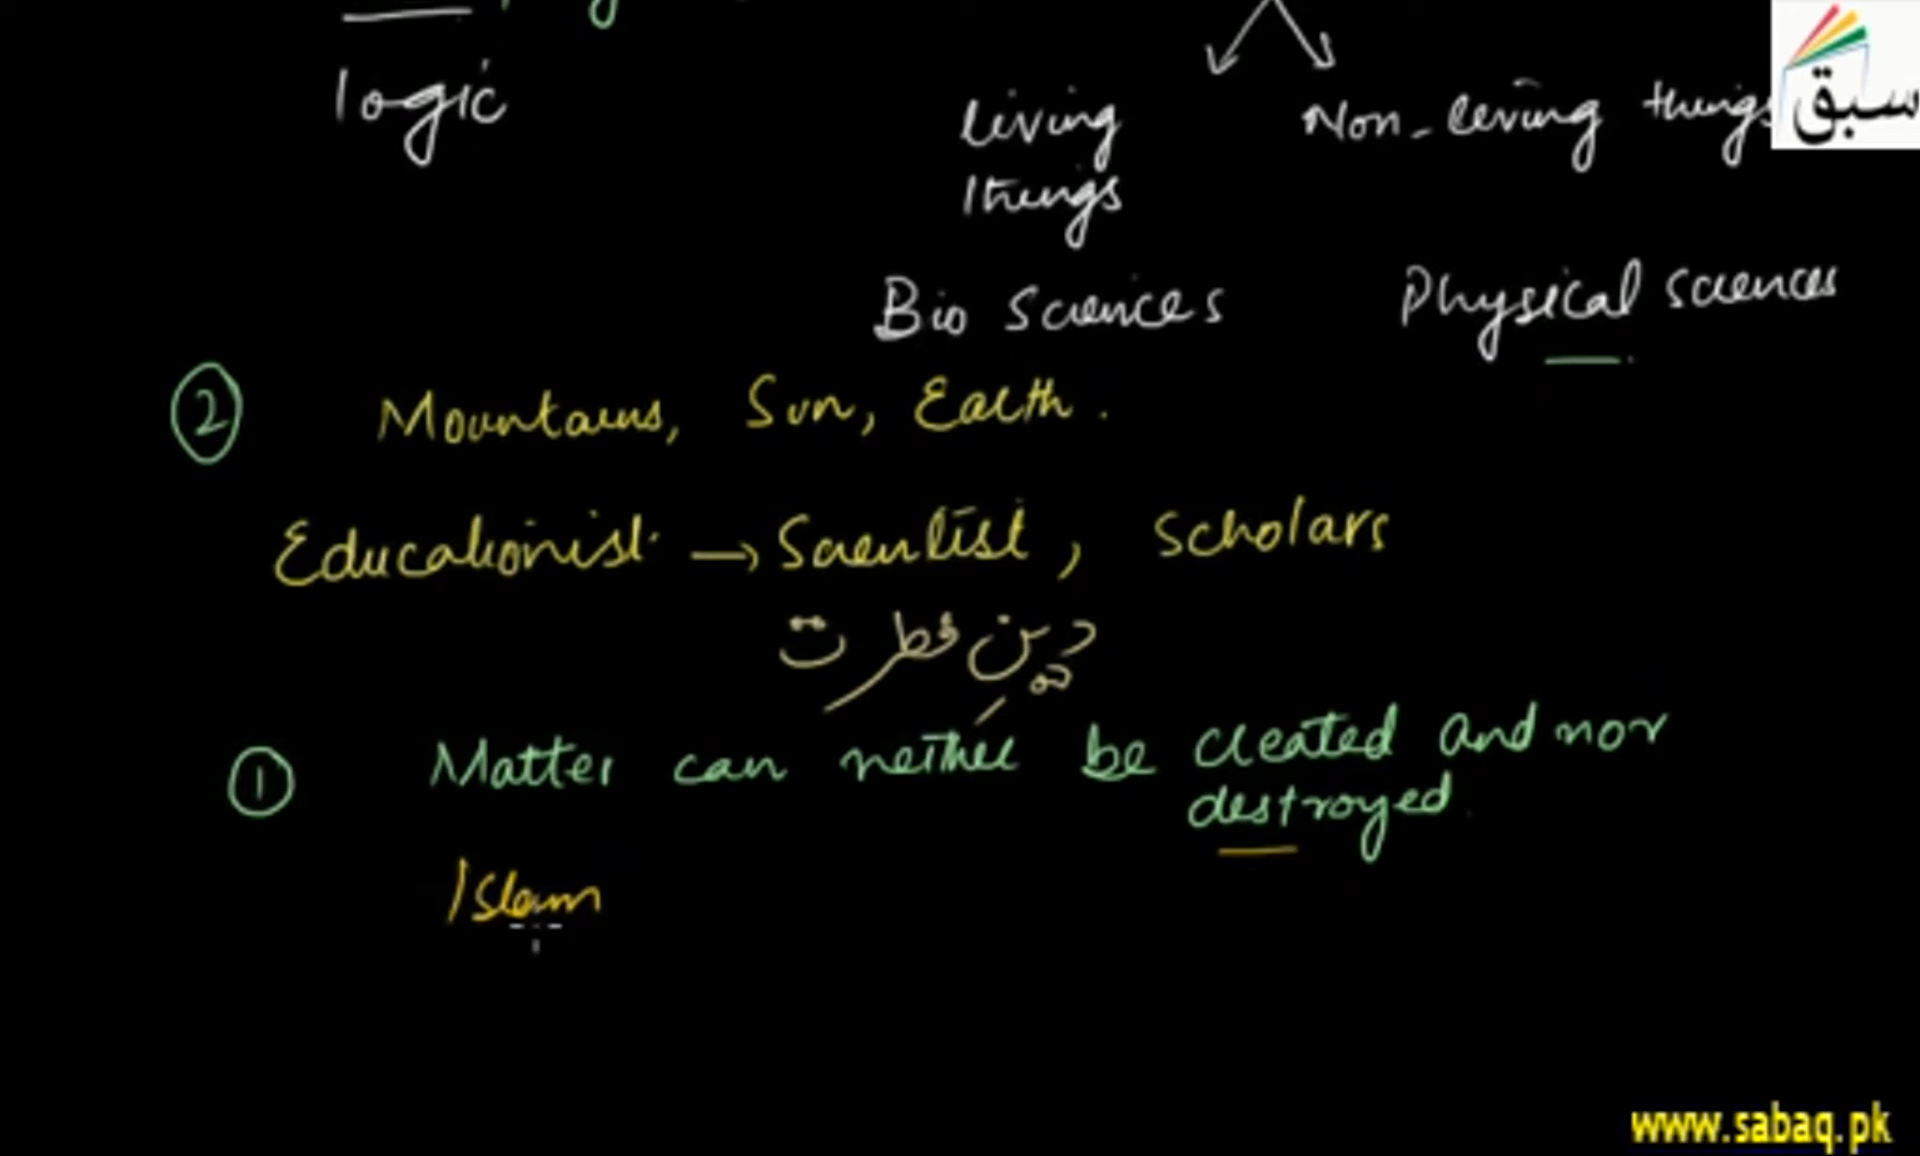 logic
living
things
Non-living things
سبق
Bio Sciences
Physical sciences
2
Mountains, Sun, Earth.
Educationist → Scientist, Scholars
دینِ فطرت
1
Matter can neither be created and nor
destroyed
Islam
www.sabaq.pk